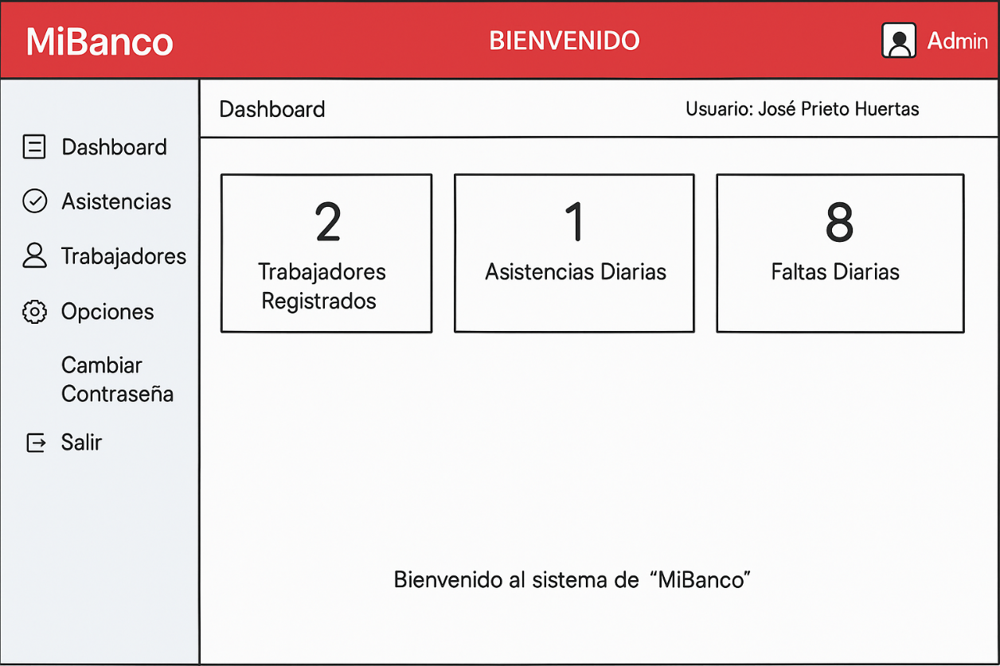 MiBanco
BIENVENIDO
Admin
Dashboard
Asistencias
Trabajadores
Opciones
Cambiar
Contraseña
Salir
Dashboard
Usuario: José Prieto Huertas
2
Trabajadores
Registrados
1
Asistencias Diarias
8
Faltas Diarias
Bienvenido al sistema de “MiBanco”